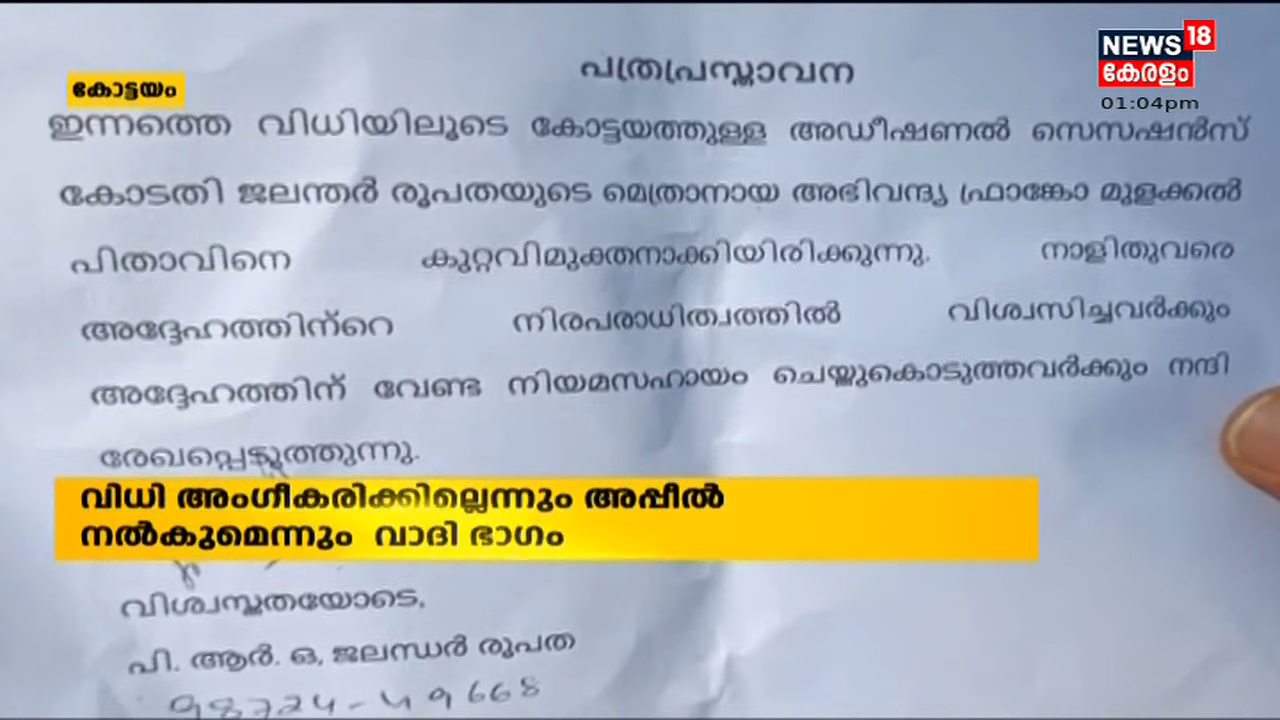 NEWS 18
കേരളം
01:04pm
കോട്ടയം
പത്രപ്രസ്താവന
ഇന്നത്തെ വിധിയിലൂടെ കോട്ടയത്തുള്ള അഡീഷണൽ സെസഷൻസ്
കോടതി ജലന്തർ രൂപതയുടെ മെത്രാനായ അഭിവന്ദ്യ ഫ്രാങ്കോ മുളക്കൽ
പിതാവിനെ കുറ്റവിമുക്തനാക്കിയിരിക്കുന്നു. നാളിതുവരെ
അദ്ദേഹത്തിന്റെ നിരപരാധിത്വത്തിൽ വിശ്വസിച്ചവർക്കും
അദ്ദേഹത്തിന് വേണ്ട നിയമസഹായം ചെയ്തുകൊടുത്തവർക്കും നന്ദി
രേഖപ്പെടുത്തുന്നു.
വിധി അംഗീകരിക്കില്ലെന്നും അപ്പീൽ
നൽകുമെന്നും വാദി ഭാഗം
വിശ്വസ്തതയോടെ,
പി. ആർ. ഒ, ജലന്ധർ രൂപത
98724-49668